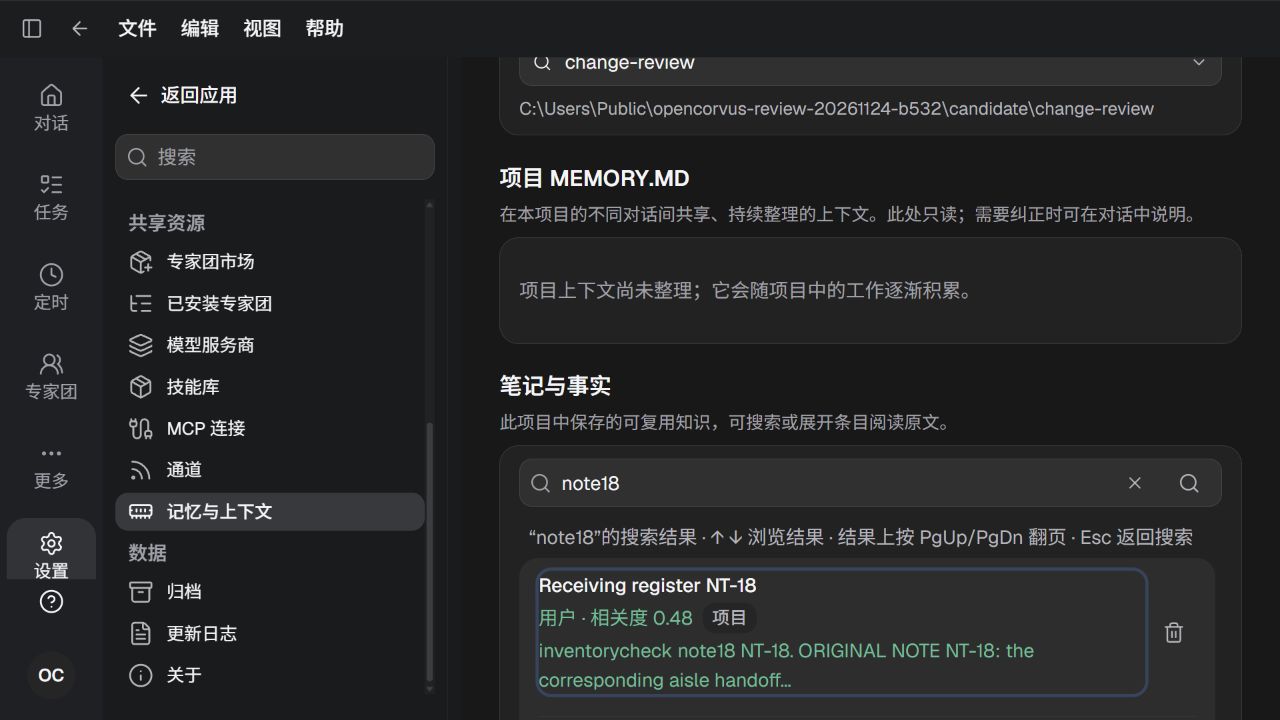 文件 编辑 视图 帮助
对话
任务
定时
专家团
更多
设置
OC
返回应用
搜索
共享资源
专家团市场
已安装专家团
模型服务商
技能库
MCP 连接
通道
记忆与上下文
数据
归档
更新日志
关于
change-review
C:\Users\Public\opencorvus-review-20261124-b532\candidate\change-review
项目 MEMORY.MD
在本项目的不同对话间共享、持续整理的上下文。此处只读；需要纠正时可在对话中说明。
项目上下文尚未整理；它会随项目中的工作逐渐积累。
笔记与事实
此项目中保存的可复用知识，可搜索或展开条目阅读原文。
note18
“note18”的搜索结果 · ↑ ↓ 浏览结果 · 结果上按 PgUp/PgDn 翻页 · Esc 返回搜索
Receiving register NT-18
用户 · 相关度 0.48 项目
inventorycheck note18 NT-18. ORIGINAL NOTE NT-18: the
corresponding aisle handoff...